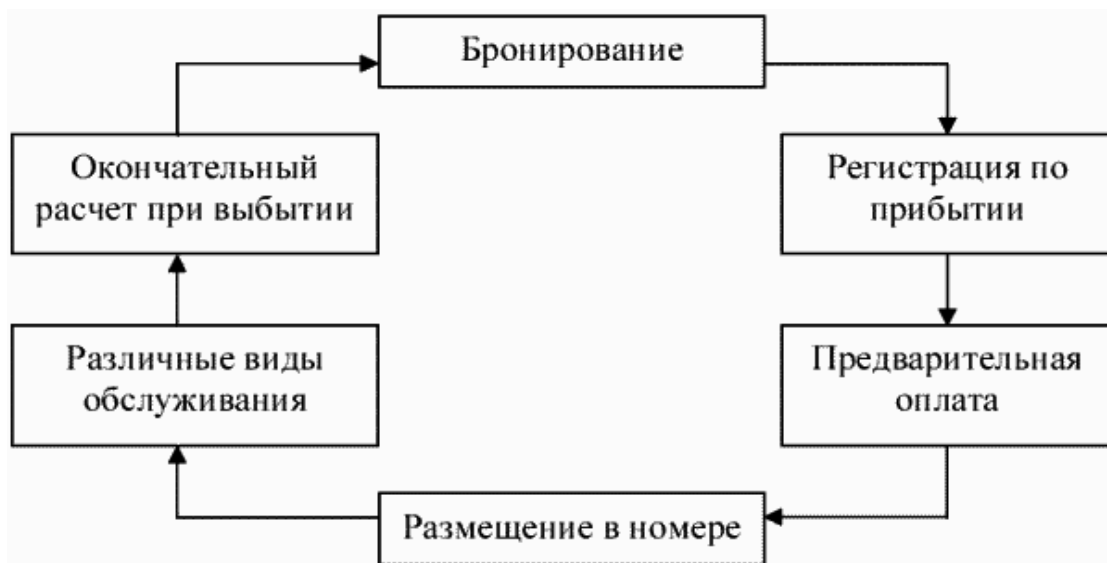 Бронирование
Окончательный
расчет при выбытии
Регистрация по
прибытии
Различные виды
обслуживания
Предварительная
оплата
Размещение в номере